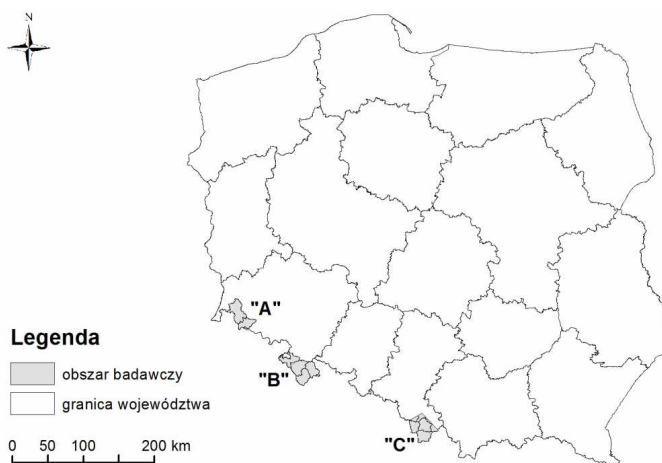 N
"A"
"B"
"C"
Legenda
obszar badawczy
granica województwa
0 50 100 200 km